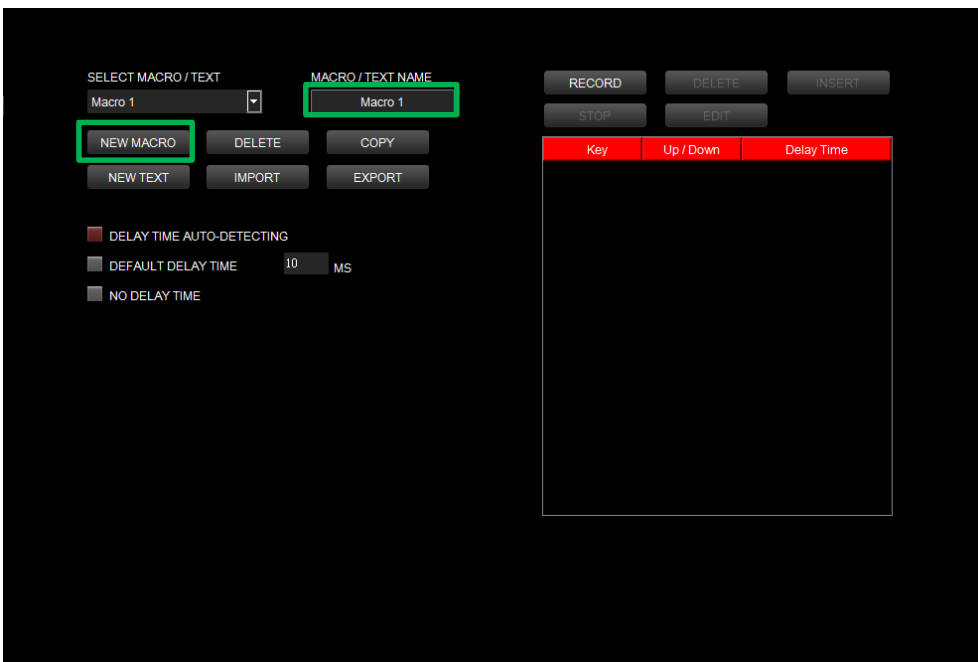 SELECT MACRO / TEXT
MACRO / TEXT NAME
Macro 1
Macro 1
NEW MACRO
DELETE
COPY
NEW TEXT
IMPORT
EXPORT
DELAY TIME AUTO-DETECTING
DEFAULT DELAY TIME
10
MS
NO DELAY TIME
RECORD
DELETE
INSERT
STOP
EDIT
Key
Up / Down
Delay Time